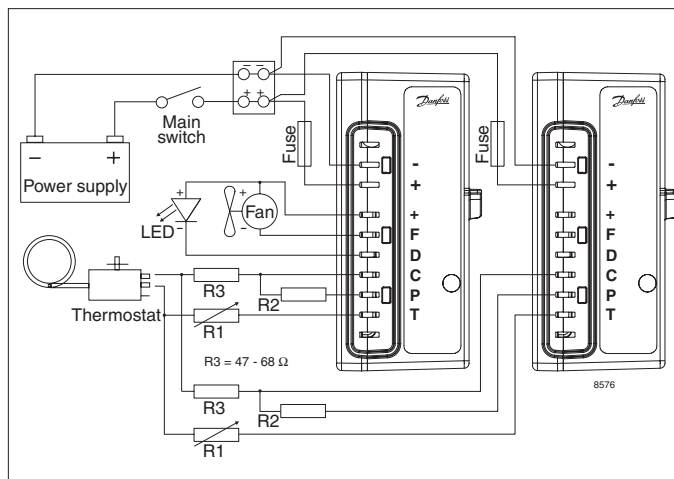 Danfoss
Danfoss
Main
switch
Fuse
Fuse
- -
+ +
- +
Power supply
-
+
+
F
D
C
P
T
-
+
+
F
D
C
P
T
+
LED
-
+
Fan
-
Thermostat
R3
R2
R1
R3 = 47 - 68 Ω
R3
R2
R1
8576